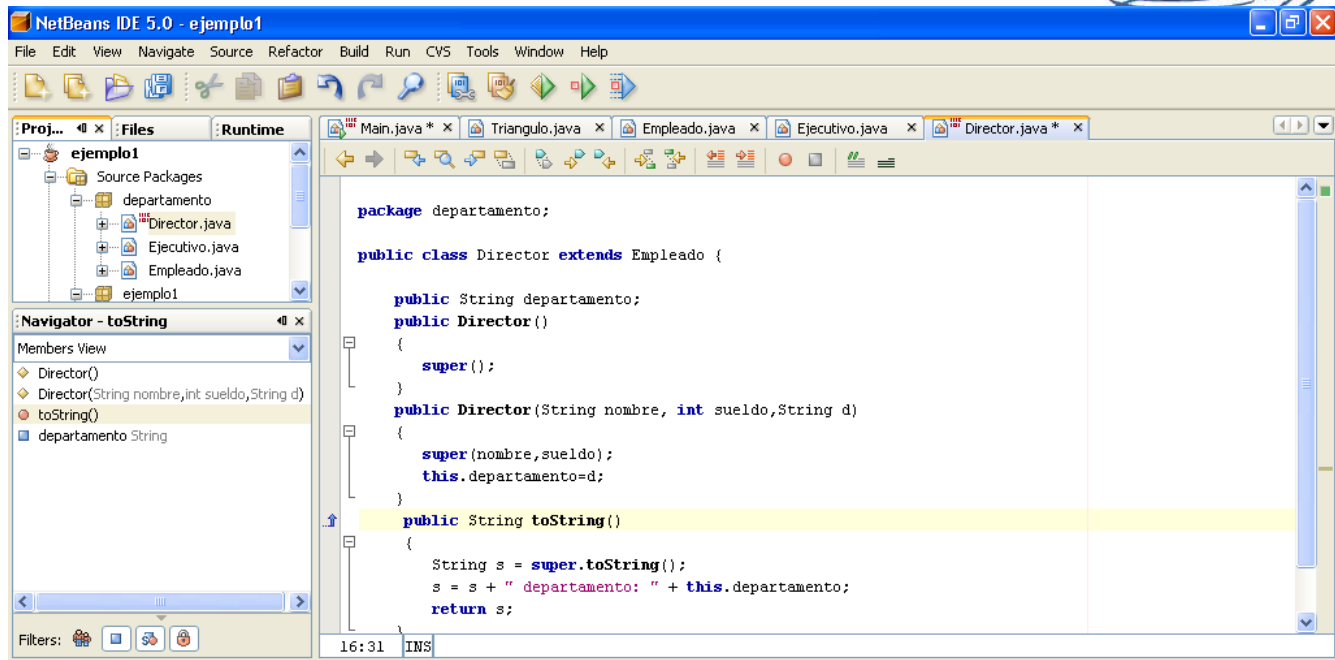 NetBeans IDE 5.0 - ejemplo1
File Edit View Navigate Source Refactor Build Run CVS Tools Window Help
Proj... Files Runtime
ejemplo1
Source Packages
departamento
Director.java
Ejecutivo.java
Empleado.java
ejemplo1
Navigator - toString
Members View
Director()
Director(String nombre,int sueldo,String d)
toString()
departamento String
Filters:
Main.java * Triangulo.java Empleado.java Ejecutivo.java Director.java *
package departamento;
public class Director extends Empleado {
public String departamento;
public Director()
{
super();
}
public Director(String nombre, int sueldo,String d)
{
super(nombre,sueldo);
this.departamento=d;
}
public String toString()
{
String s = super.toString();
s = s + " departamento: " + this.departamento;
return s;
}
16:31 INS